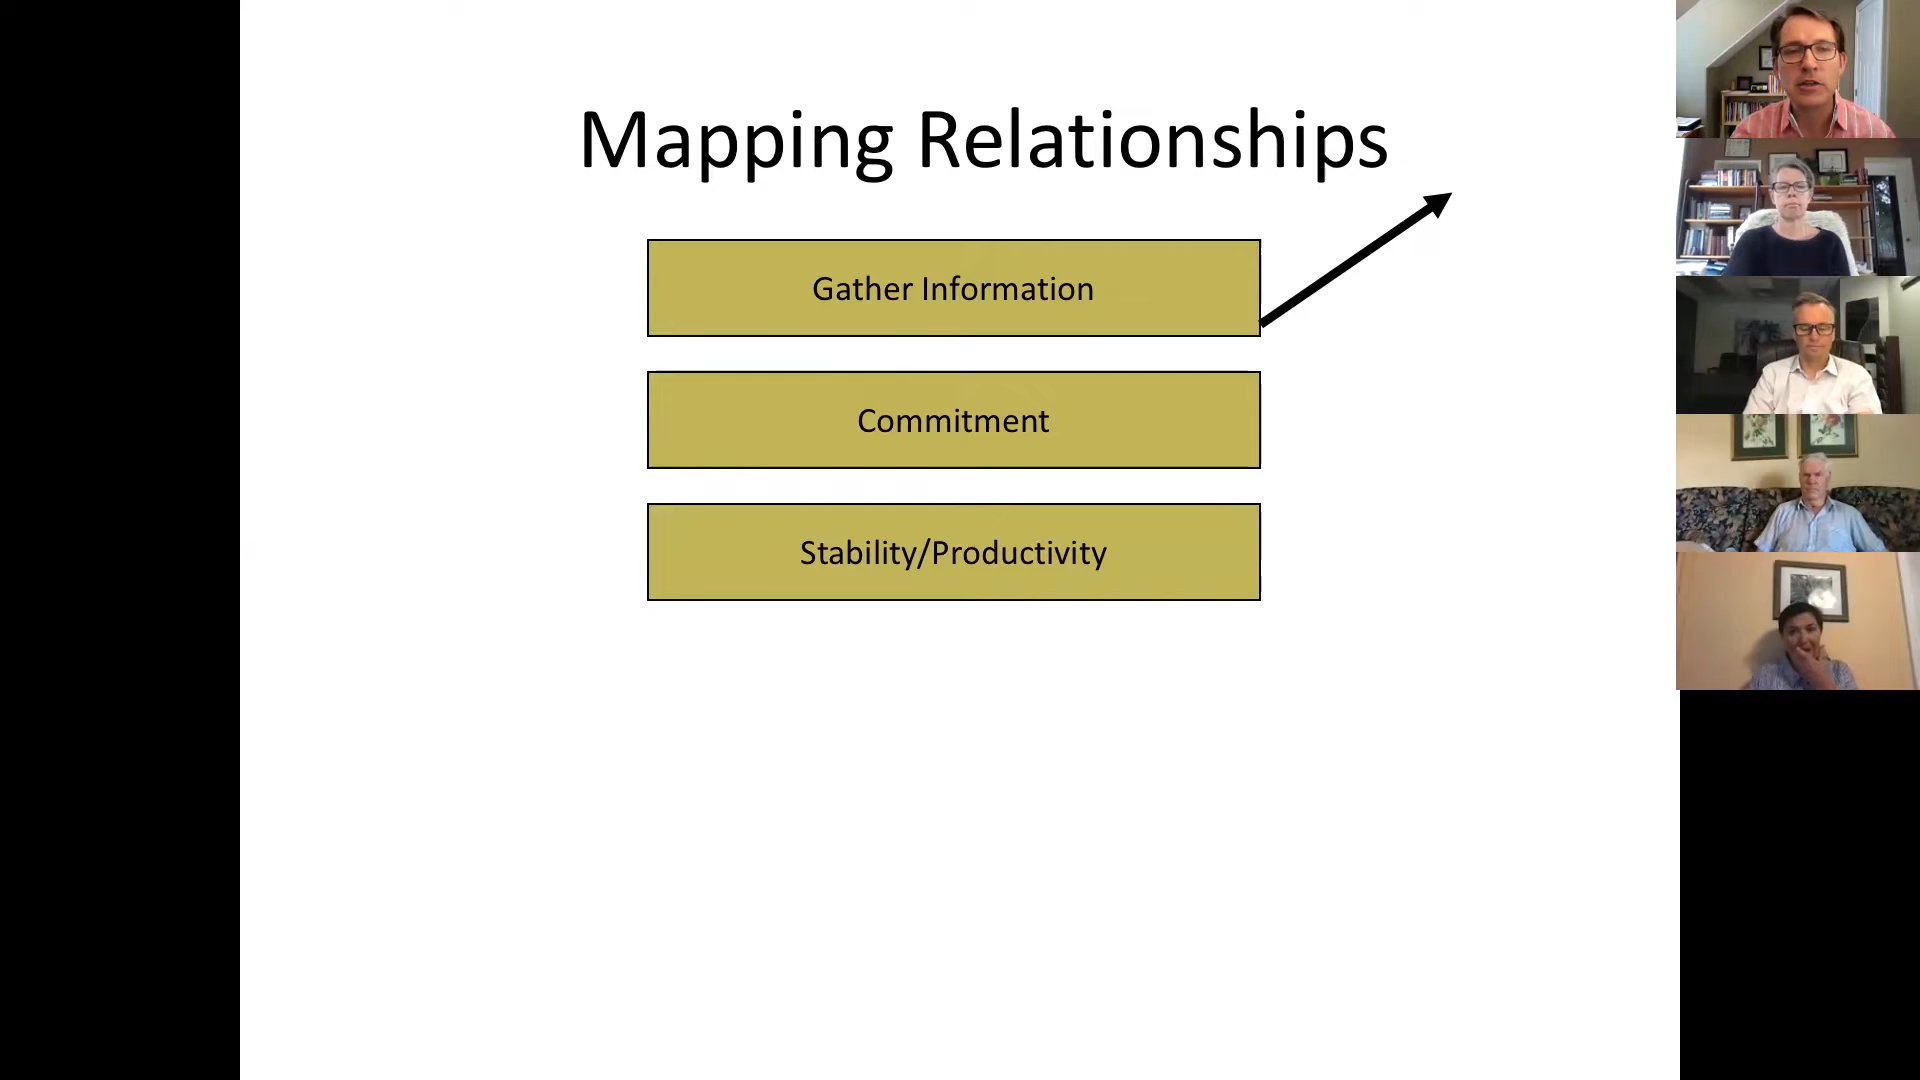 Mapping Relationships
Gather Information
Commitment
Stability/Productivity